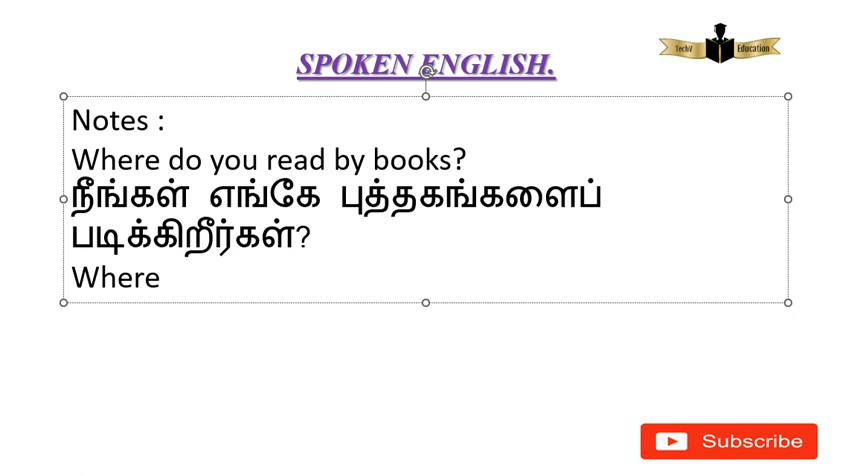 SPOKEN ENGLISH.
TechV Education
Notes :
Where do you read by books?
நீங்கள் எங்கே புத்தகங்களைப்
படிக்கிறீர்கள்?
Where
Subscribe